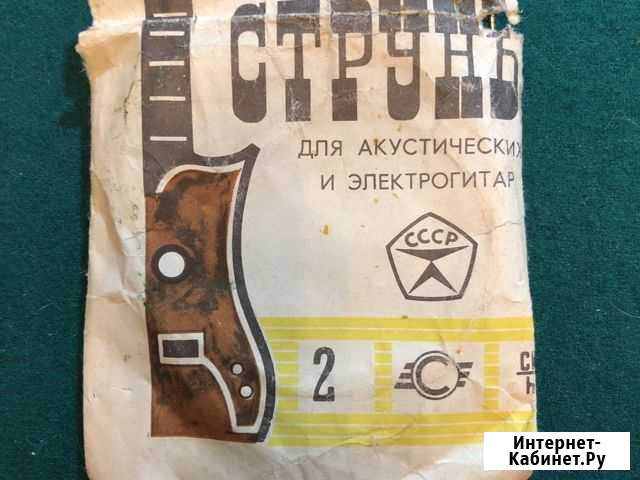 СТРУНЫ
ДЛЯ АКУСТИЧЕСКИХ
И ЭЛЕКТРОГИТАР
СССР
2
С
Интернет-
Кабинет.Ру